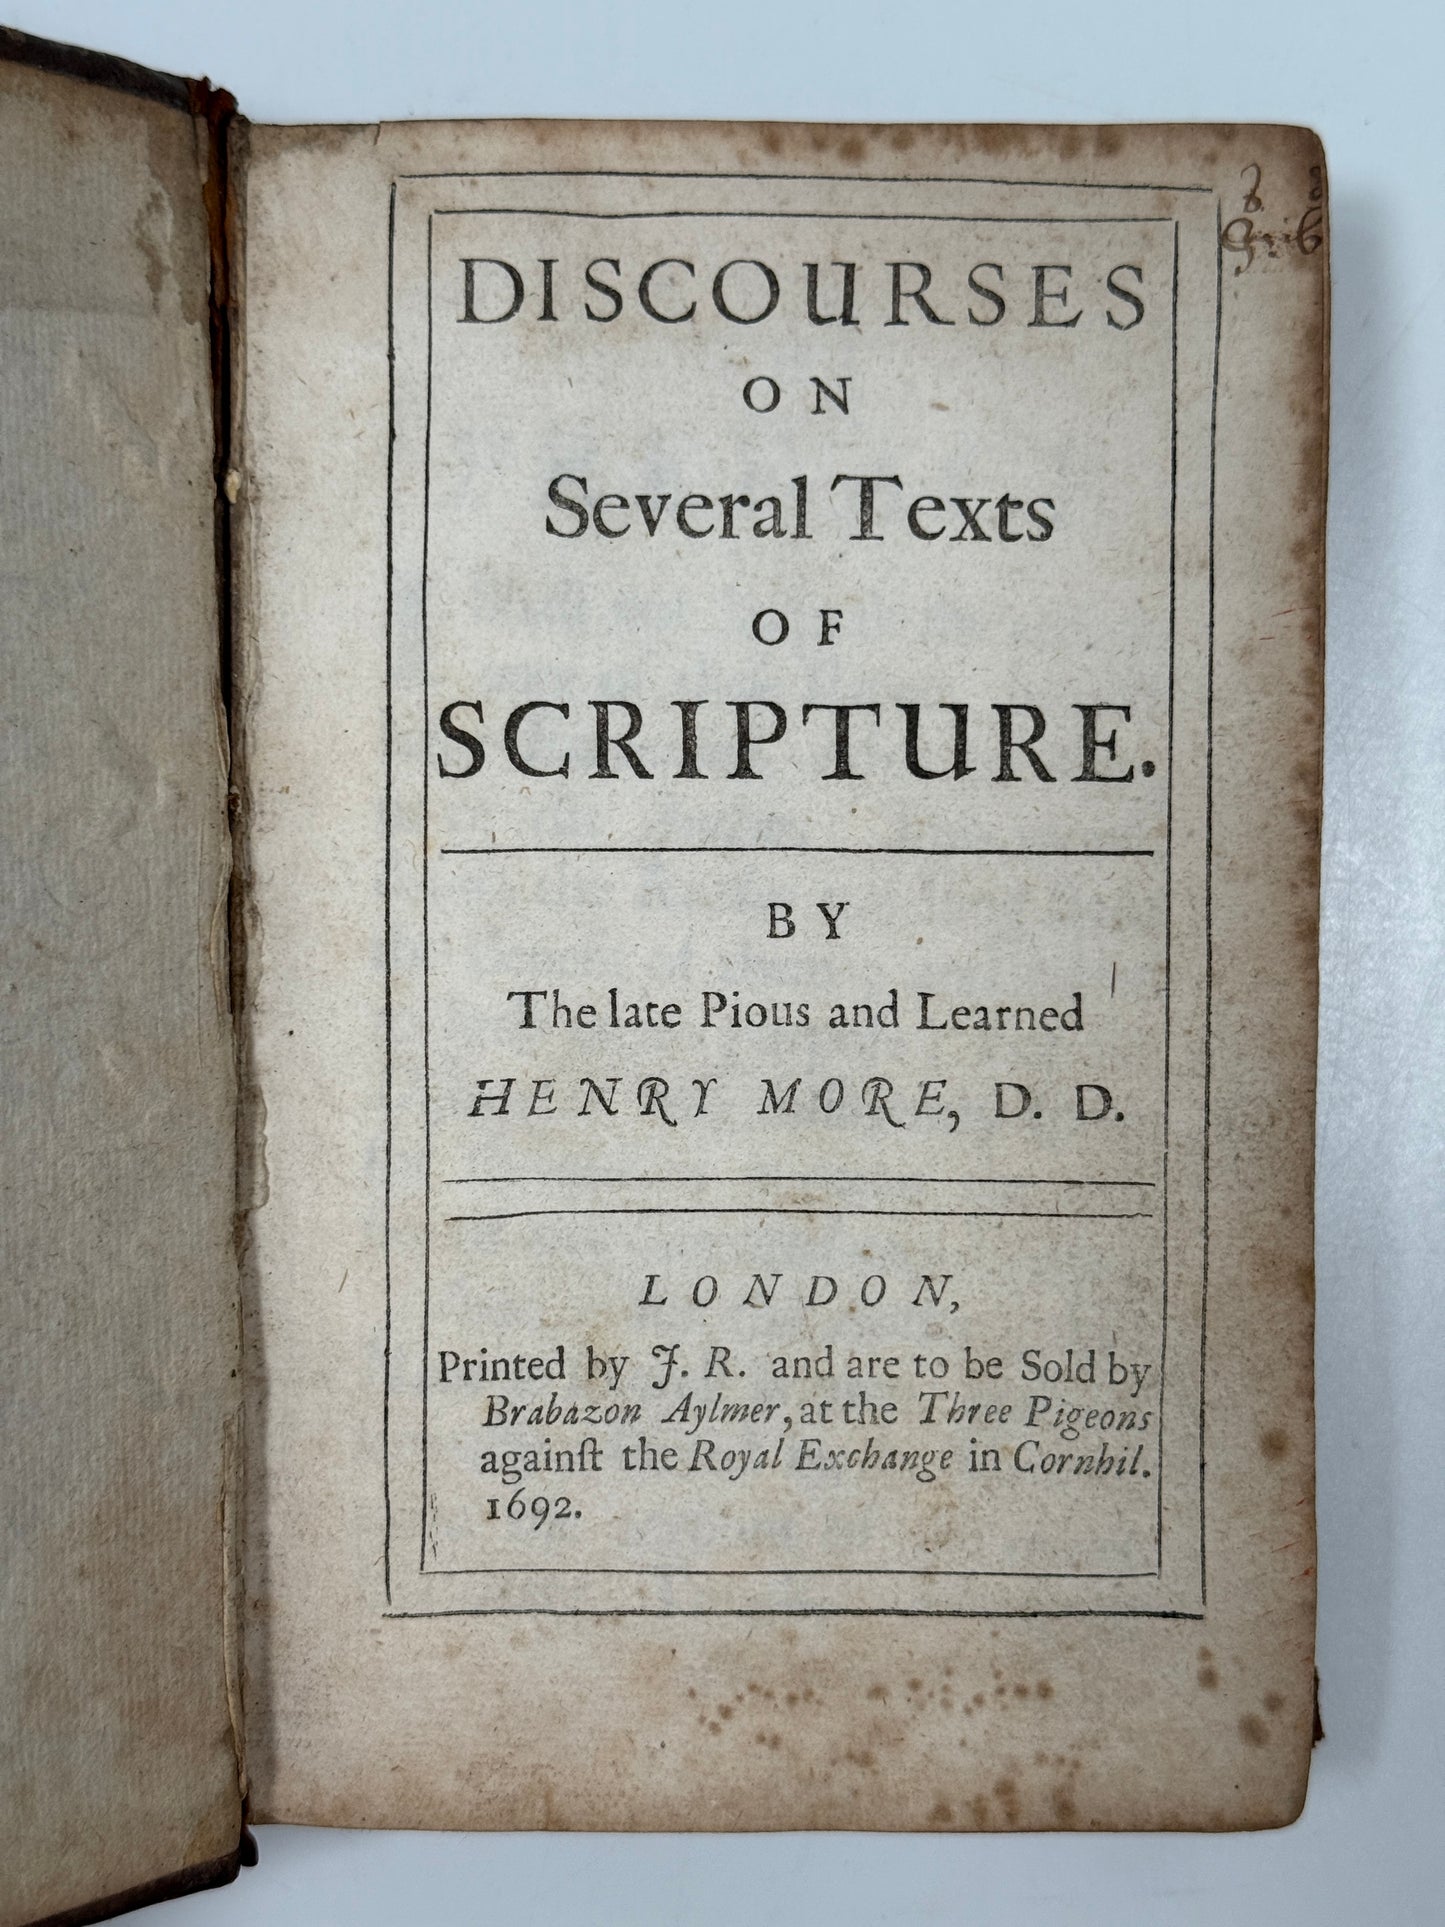 DISCOURSES
ON
Several Texts
OF
SCRIPTURE.
BY
The late Pious and Learned
HENRY MORE, D. D.
LONDON,
Printed by J. R. and are to be Sold by
Brabazon Aylmer, at the Three Pigeons
againſt the Royal Exchange in Cornhil.
1692.